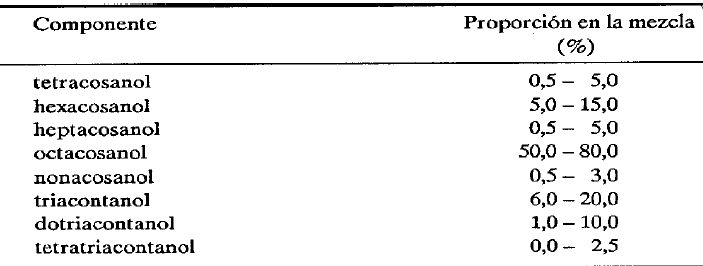 Componente Proporción en la mezcla
(%)
tetracosanol 0,5 – 5,0
hexacosanol 5,0 – 15,0
heptacosanol 0,5 – 5,0
octacosanol 50,0 – 80,0
nonacosanol 0,5 – 3,0
triacontanol 6,0 – 20,0
dotriacontanol 1,0 – 10,0
tetratriacontanol 0,0 – 2,5